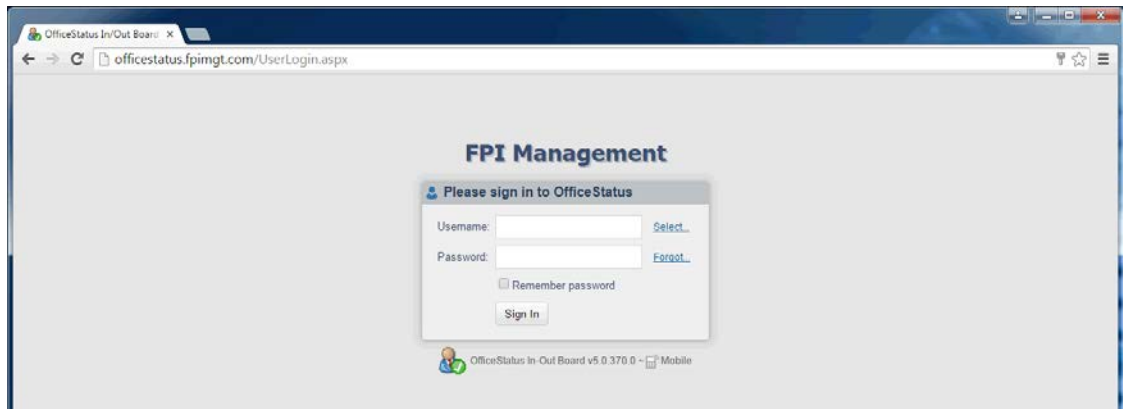 OfficeStatus In/Out Board
officestatus.fpimgt.com/UserLogin.aspx
FPI Management
Please sign in to OfficeStatus
Username: Select...
Password: Forgot...
Remember password
Sign In
OfficeStatus In-Out Board v5.0.370.0 ~ Mobile